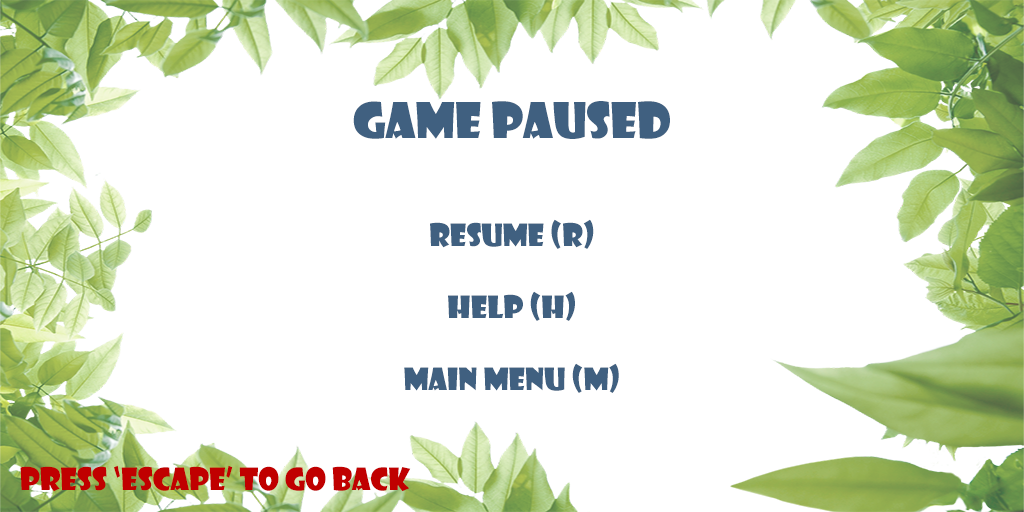 GAME PAUSED
RESUME (R)
HELP (H)
MAIN MENU (M)
PRESS 'ESCAPE' TO GO BACK